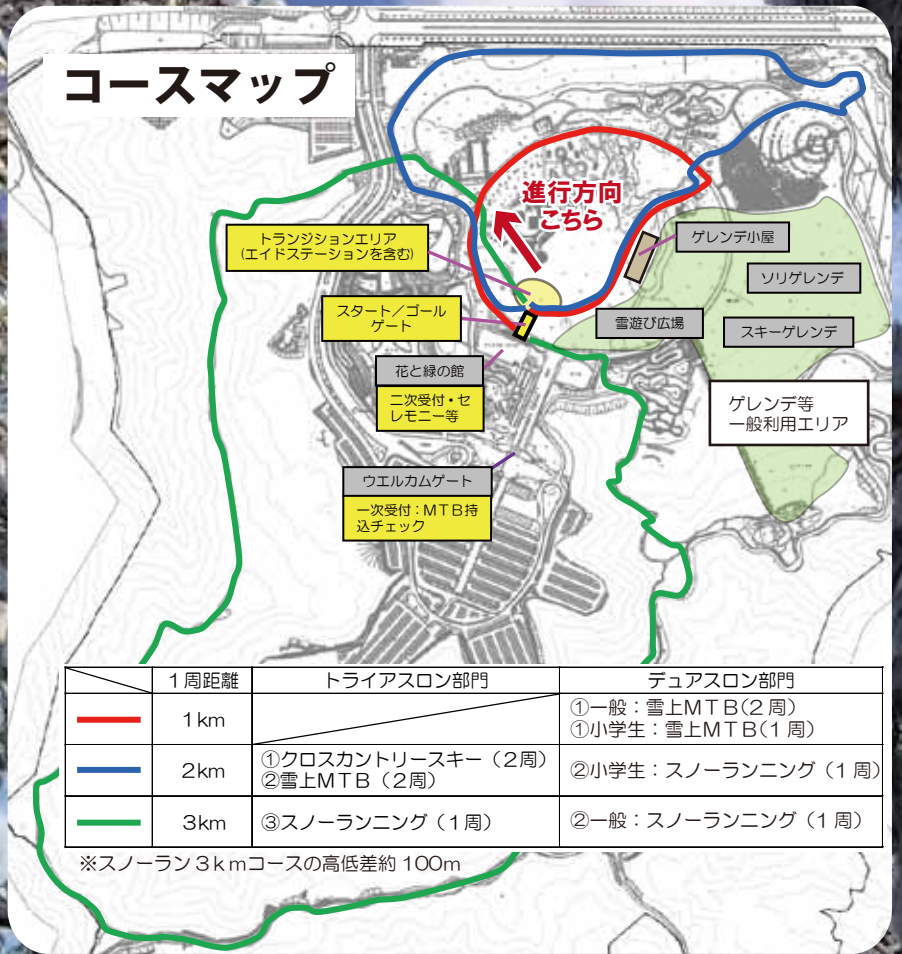 コースマップ
進行方向
こちら
トランジションエリア
(エイドステーションを含む)
ゲレンデ小屋
ソリゲレンデ
スタート／ゴール
ゲート
雪遊び広場
スキーゲレンデ
花と緑の館
二次受付・セ
レモニー等
ゲレンデ等
一般利用エリア
ウエルカムゲート
一次受付：MTB持
込チェック
1周距離 トライアスロン部門 デュアスロン部門
1km ①一般：雪上MTB(2周)
①小学生：雪上MTB(1周)
2km ①クロスカントリースキー（2周） ②小学生：スノーランニング（1周）
②雪上MTB（2周）
3km ③スノーランニング（1周） ②一般：スノーランニング（1周）
※スノーラン3kmコースの高低差約100m